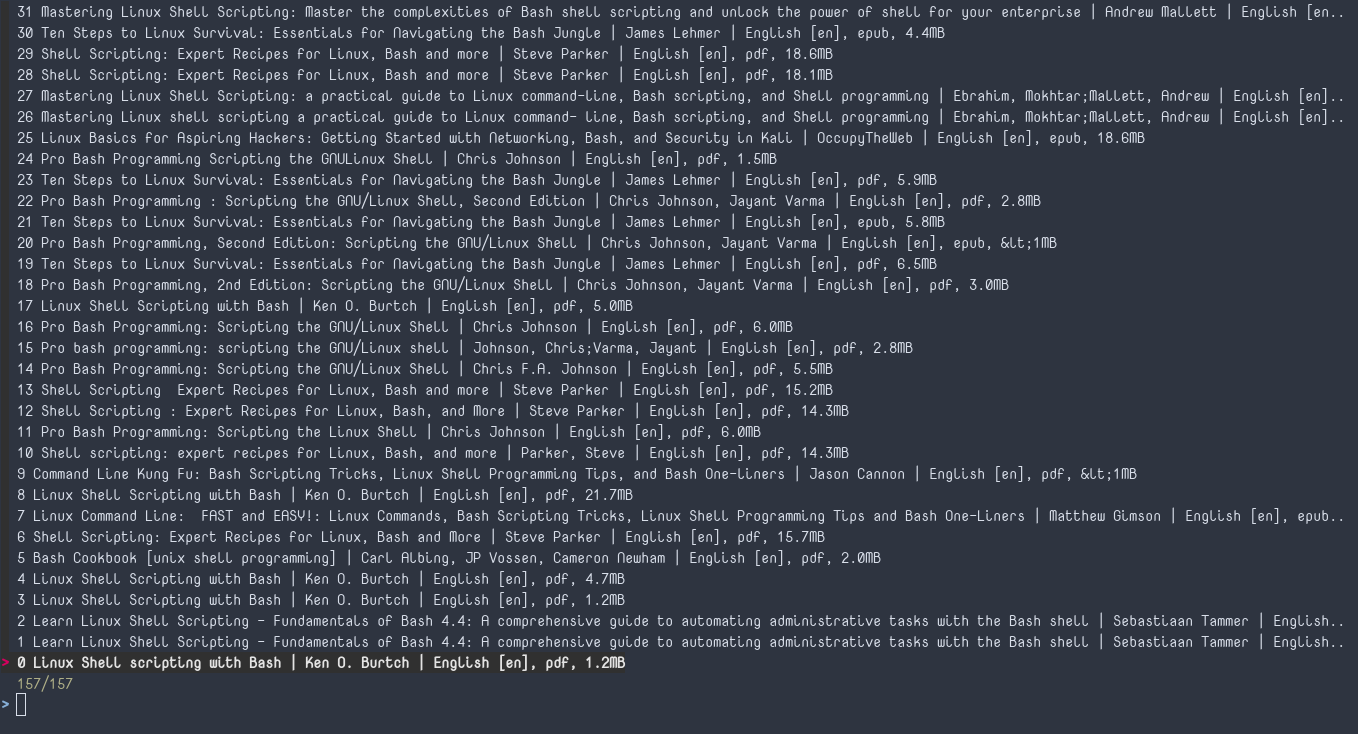 31 Mastering Linux Shell Scripting: Master the complexities of Bash shell scripting and unlock the power of shell for your enterprise | Andrew Mallett | English [en..
30 Ten Steps to Linux Survival: Essentials for Navigating the Bash Jungle | James Lehmer | English [en], epub, 4.4MB
29 Shell Scripting: Expert Recipes for Linux, Bash and more | Steve Parker | English [en], pdf, 18.6MB
28 Shell Scripting: Expert Recipes for Linux, Bash and more | Steve Parker | English [en], pdf, 18.1MB
27 Mastering Linux Shell Scripting: a practical guide to Linux command-line, Bash scripting, and Shell programming | Ebrahim, Mokhtar;Mallett, Andrew | English [en]..
26 Mastering Linux shell scripting a practical guide to Linux command- line, Bash scripting, and Shell programming | Ebrahim, Mokhtar;Mallett, Andrew | English [en]..
25 Linux Basics for Aspiring Hackers: Getting Started with Networking, Bash, and Security in Kali | OccupyTheWeb | English [en], epub, 18.6MB
24 Pro Bash Programming Scripting the GNULinux Shell | Chris Johnson | English [en], pdf, 1.5MB
23 Ten Steps to Linux Survival: Essentials for Navigating the Bash Jungle | James Lehmer | English [en], pdf, 5.9MB
22 Pro Bash Programming : Scripting the GNU/Linux Shell, Second Edition | Chris Johnson, Jayant Varma | English [en], pdf, 2.8MB
21 Ten Steps to Linux Survival: Essentials for Navigating the Bash Jungle | James Lehmer | English [en], epub, 5.8MB
20 Pro Bash Programming, Second Edition: Scripting the GNU/Linux Shell | Chris Johnson, Jayant Varma | English [en], epub, &lt;1MB
19 Ten Steps to Linux Survival: Essentials for Navigating the Bash Jungle | James Lehmer | English [en], pdf, 6.5MB
18 Pro Bash Programming, 2nd Edition: Scripting the GNU/Linux Shell | Chris Johnson, Jayant Varma | English [en], pdf, 3.0MB
17 Linux Shell Scripting with Bash | Ken O. Burtch | English [en], pdf, 5.0MB
16 Pro Bash Programming: Scripting the GNU/Linux Shell | Chris Johnson | English [en], pdf, 6.0MB
15 Pro bash programming: scripting the GNU/Linux shell | Johnson, Chris;Varma, Jayant | English [en], pdf, 2.8MB
14 Pro Bash Programming: Scripting the GNU/Linux Shell | Chris F.A. Johnson | English [en], pdf, 5.5MB
13 Shell Scripting  Expert Recipes for Linux, Bash and more | Steve Parker | English [en], pdf, 15.2MB
12 Shell Scripting : Expert Recipes for Linux, Bash, and More | Steve Parker | English [en], pdf, 14.3MB
11 Pro Bash Programming: Scripting the Linux Shell | Chris Johnson | English [en], pdf, 6.0MB
10 Shell scripting: expert recipes for Linux, Bash, and more | Parker, Steve | English [en], pdf, 14.3MB
9 Command Line Kung Fu: Bash Scripting Tricks, Linux Shell Programming Tips, and Bash One-liners | Jason Cannon | English [en], pdf, &lt;1MB
8 Linux Shell Scripting with Bash | Ken O. Burtch | English [en], pdf, 21.7MB
7 Linux Command Line:  FAST and EASY!: Linux Commands, Bash Scripting Tricks, Linux Shell Programming Tips and Bash One-Liners | Matthew Gimson | English [en], epub..
6 Shell Scripting: Expert Recipes for Linux, Bash and More | Steve Parker | English [en], pdf, 15.7MB
5 Bash Cookbook [unix shell programming] | Carl Albing, JP Vossen, Cameron Newham | English [en], pdf, 2.0MB
4 Linux Shell Scripting with Bash | Ken O. Burtch | English [en], pdf, 4.7MB
3 Linux Shell Scripting with Bash | Ken O. Burtch | English [en], pdf, 1.2MB
2 Learn Linux Shell Scripting - Fundamentals of Bash 4.4: A comprehensive guide to automating administrative tasks with the Bash shell | Sebastiaan Tammer | English..
1 Learn Linux Shell Scripting - Fundamentals of Bash 4.4: A comprehensive guide to automating administrative tasks with the Bash shell | Sebastiaan Tammer | English..
> 0 Linux Shell scripting with Bash | Ken O. Burtch | English [en], pdf, 1.2MB
157/157
>